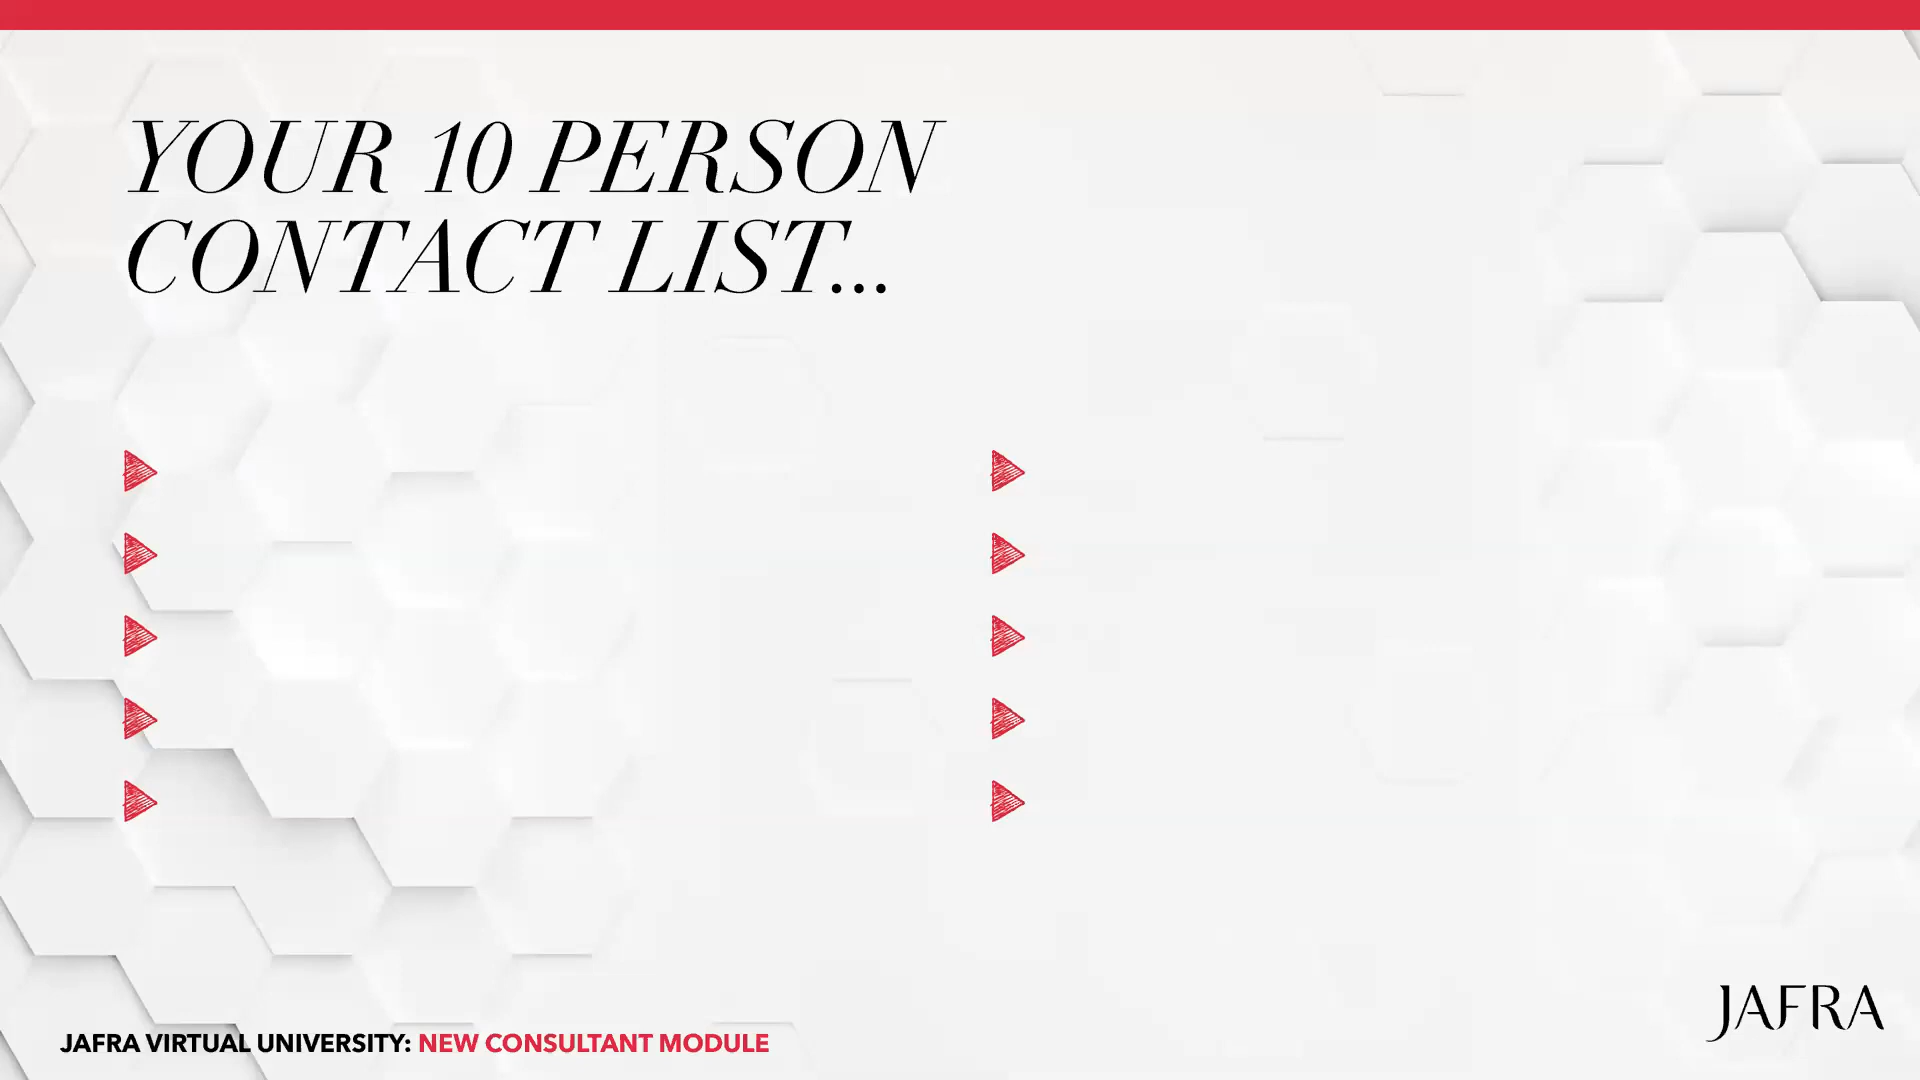 YOUR 10 PERSON
CONTACT LIST...
JAFRA
JAFRA VIRTUAL UNIVERSITY: NEW CONSULTANT MODULE